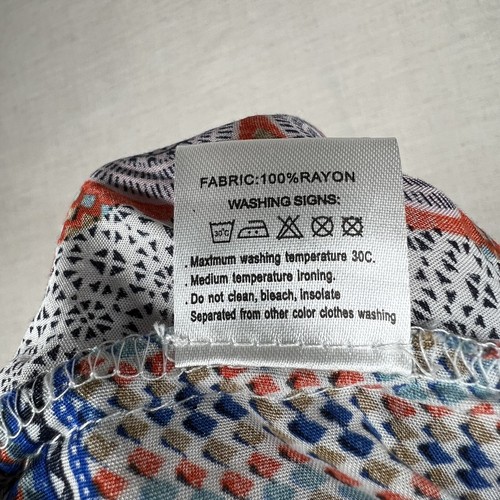 FABRIC:100%RAYON
WASHING SIGNS:
30°C
.Maxtmum washing temperature 30C.
.Medium temperature Ironing.
.Do not clean, bleach, Insolate
Separated from other color clothes washing